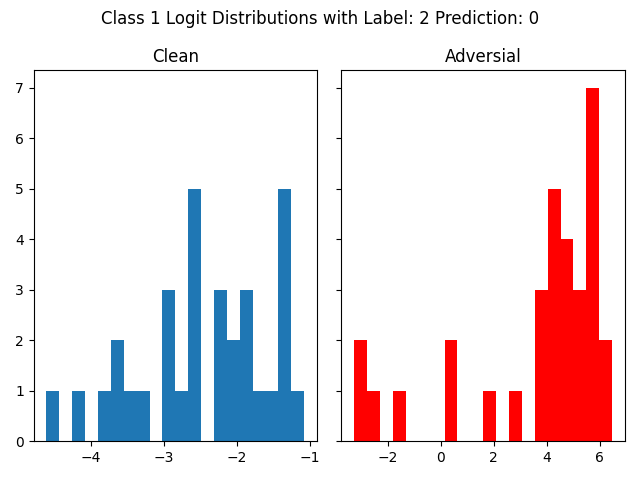 Class 1 Logit Distributions with Label: 2 Prediction: 0
Clean
Adversial
7
6
5
4
3
2
1
0
−4 −3 −2 −1
−2 0 2 4 6